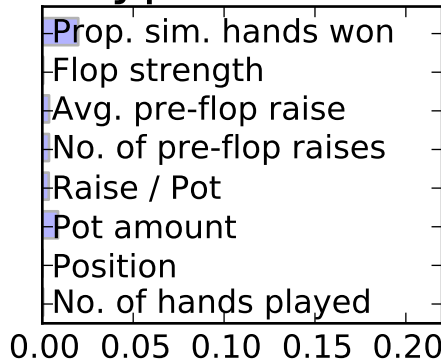 Prop. sim. hands won
Flop strength
Avg. pre-flop raise
No. of pre-flop raises
Raise / Pot
Pot amount
Position
No. of hands played
0.00 0.05 0.10 0.15 0.20